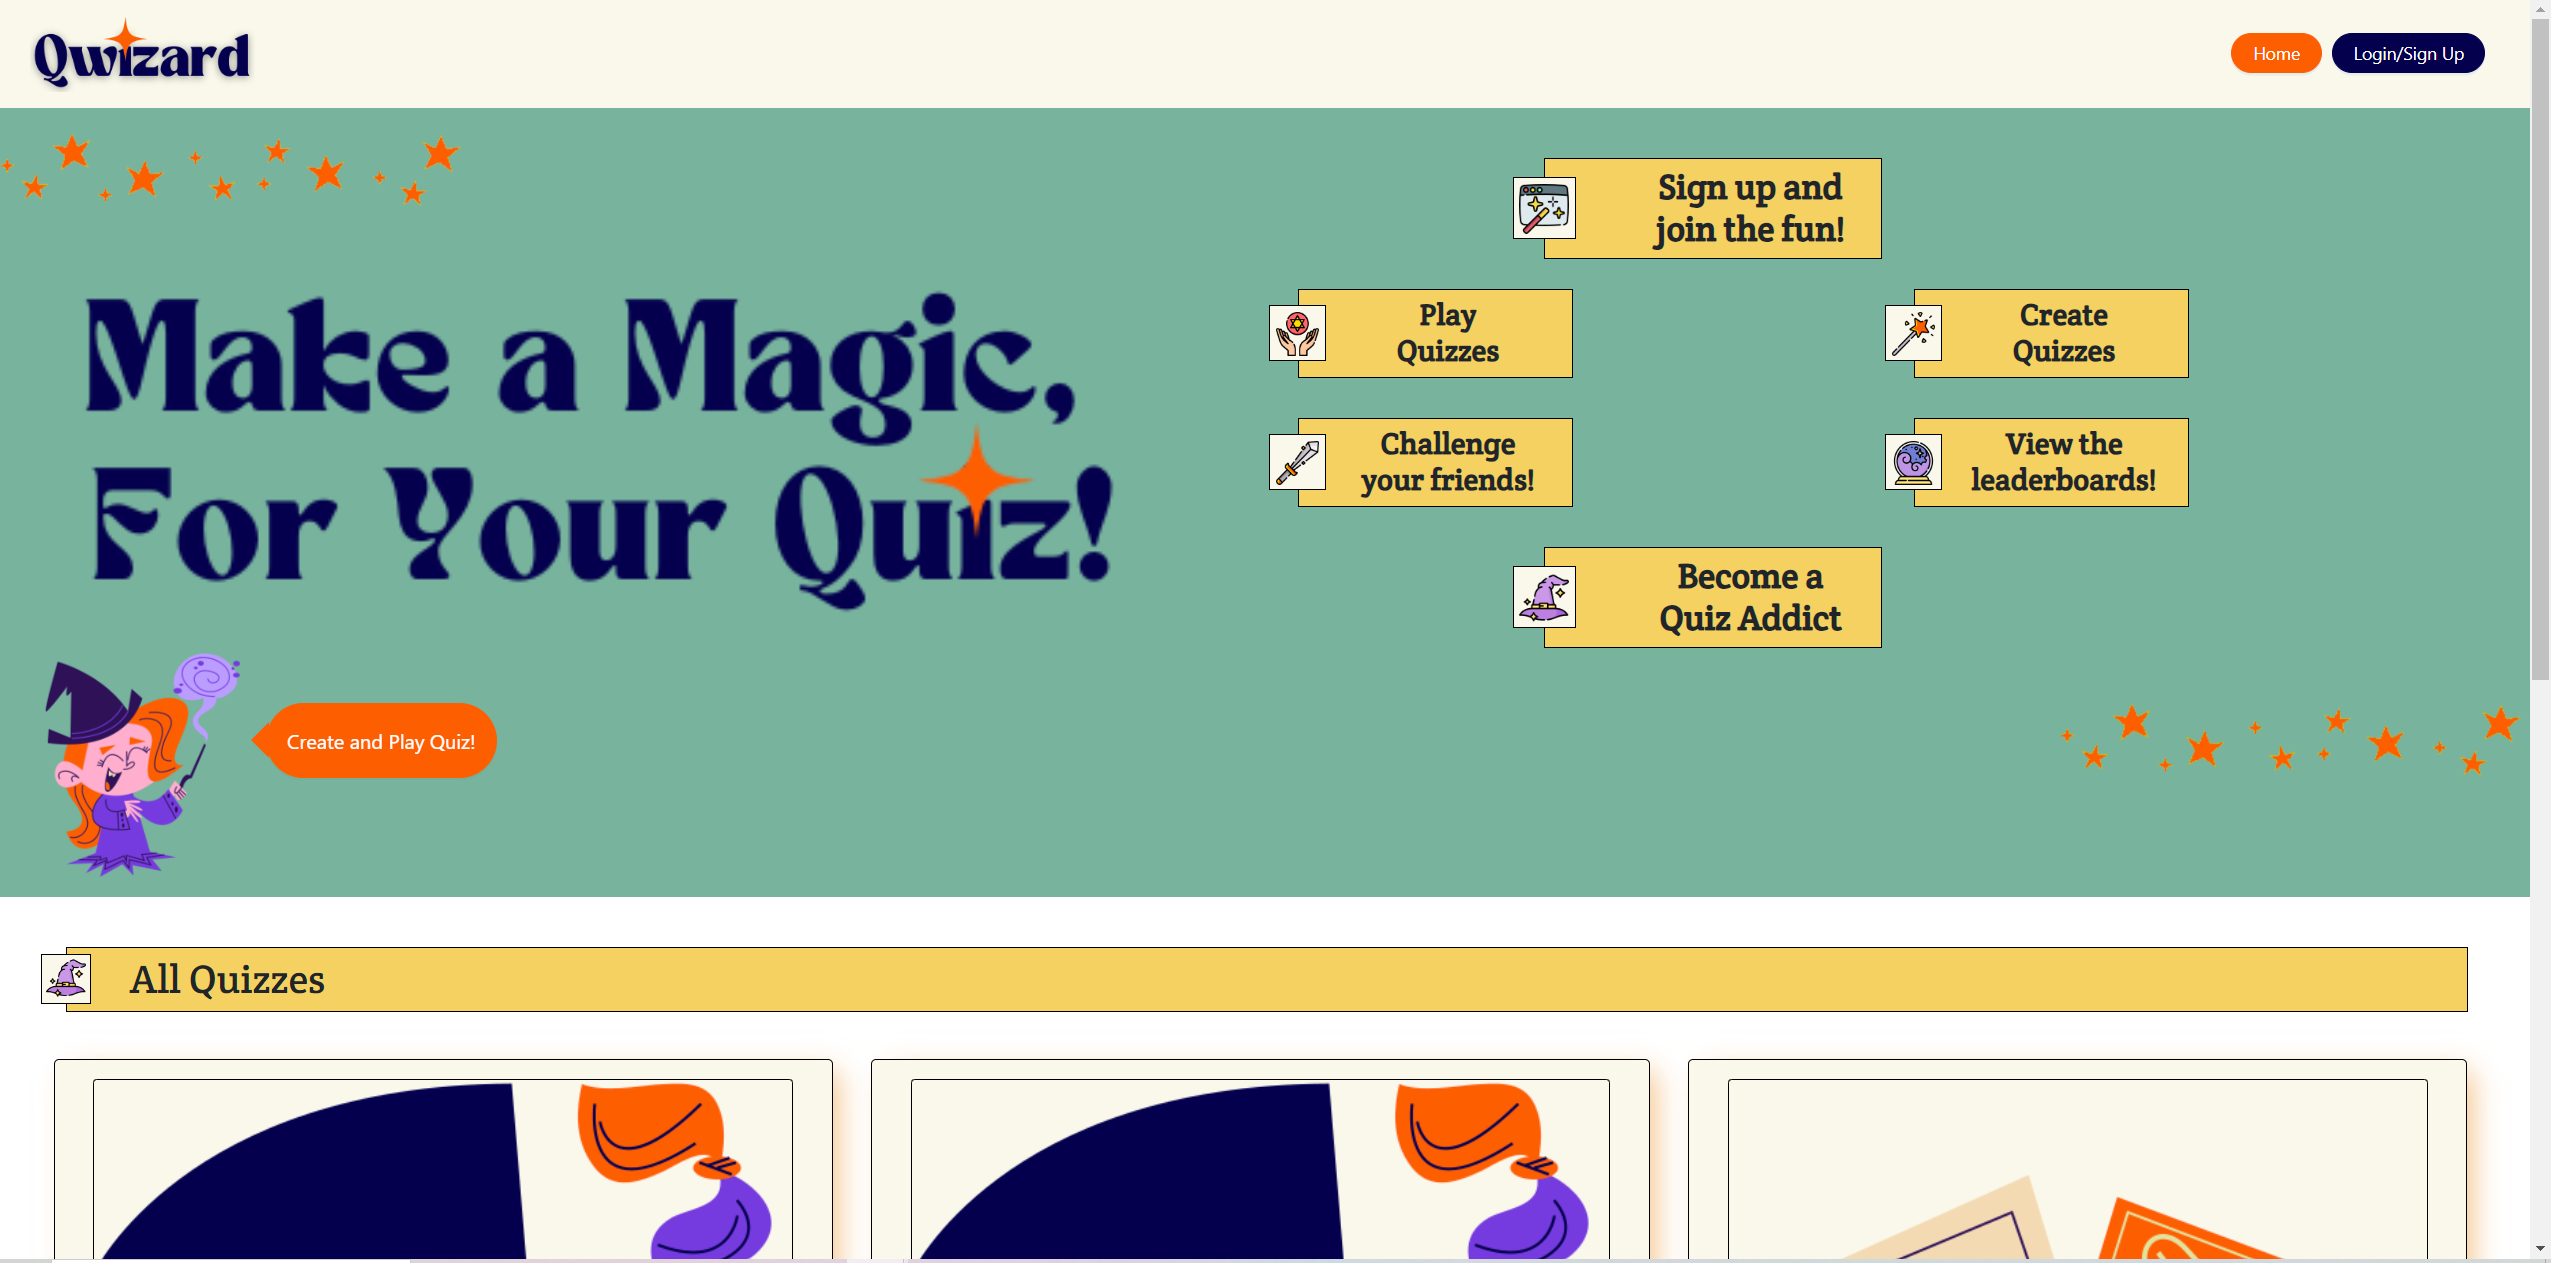 Qwizard
Home
Login/Sign Up
Make a Magic,
For Your Quiz!
Create and Play Quiz!
Sign up and
join the fun!
Play
Quizzes
Create
Quizzes
Challenge
your friends!
View the
leaderboards!
Become a
Quiz Addict
All Quizzes